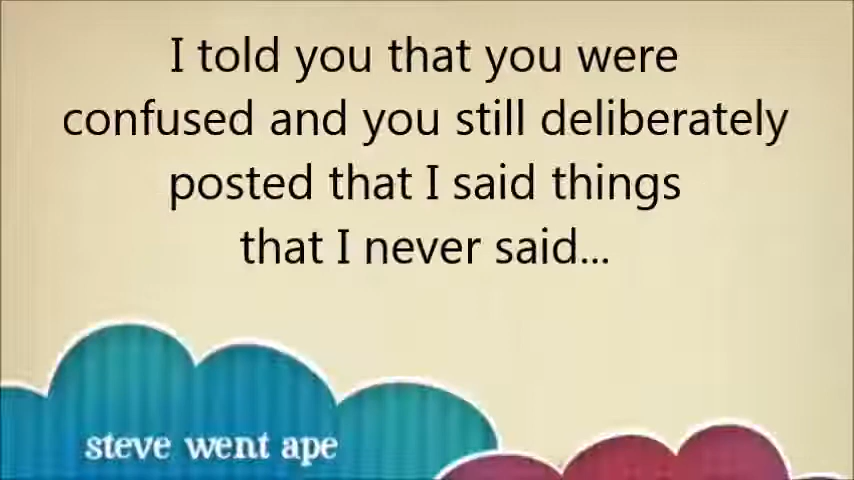 I told you that you were
confused and you still deliberately
posted that I said things
that I never said...
steve went ape